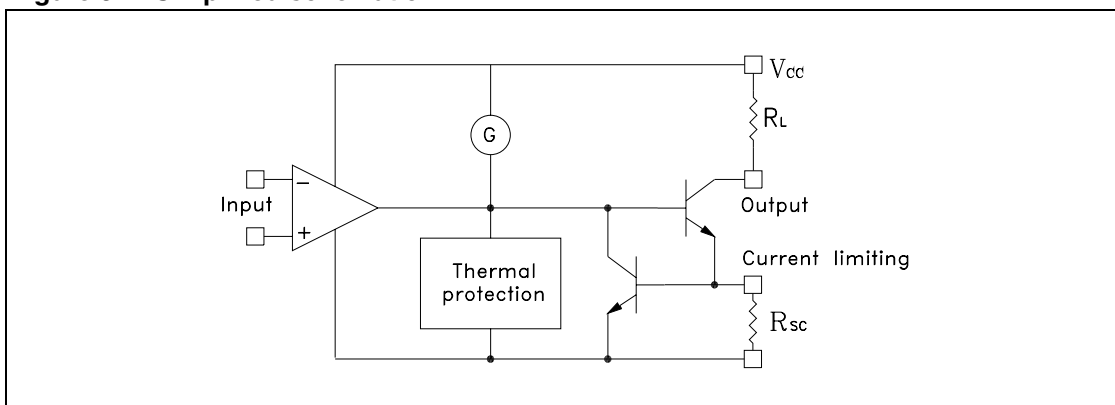 VCC
RL
G
−
Input
+
Output
Thermal
protection
Current limiting
RSC